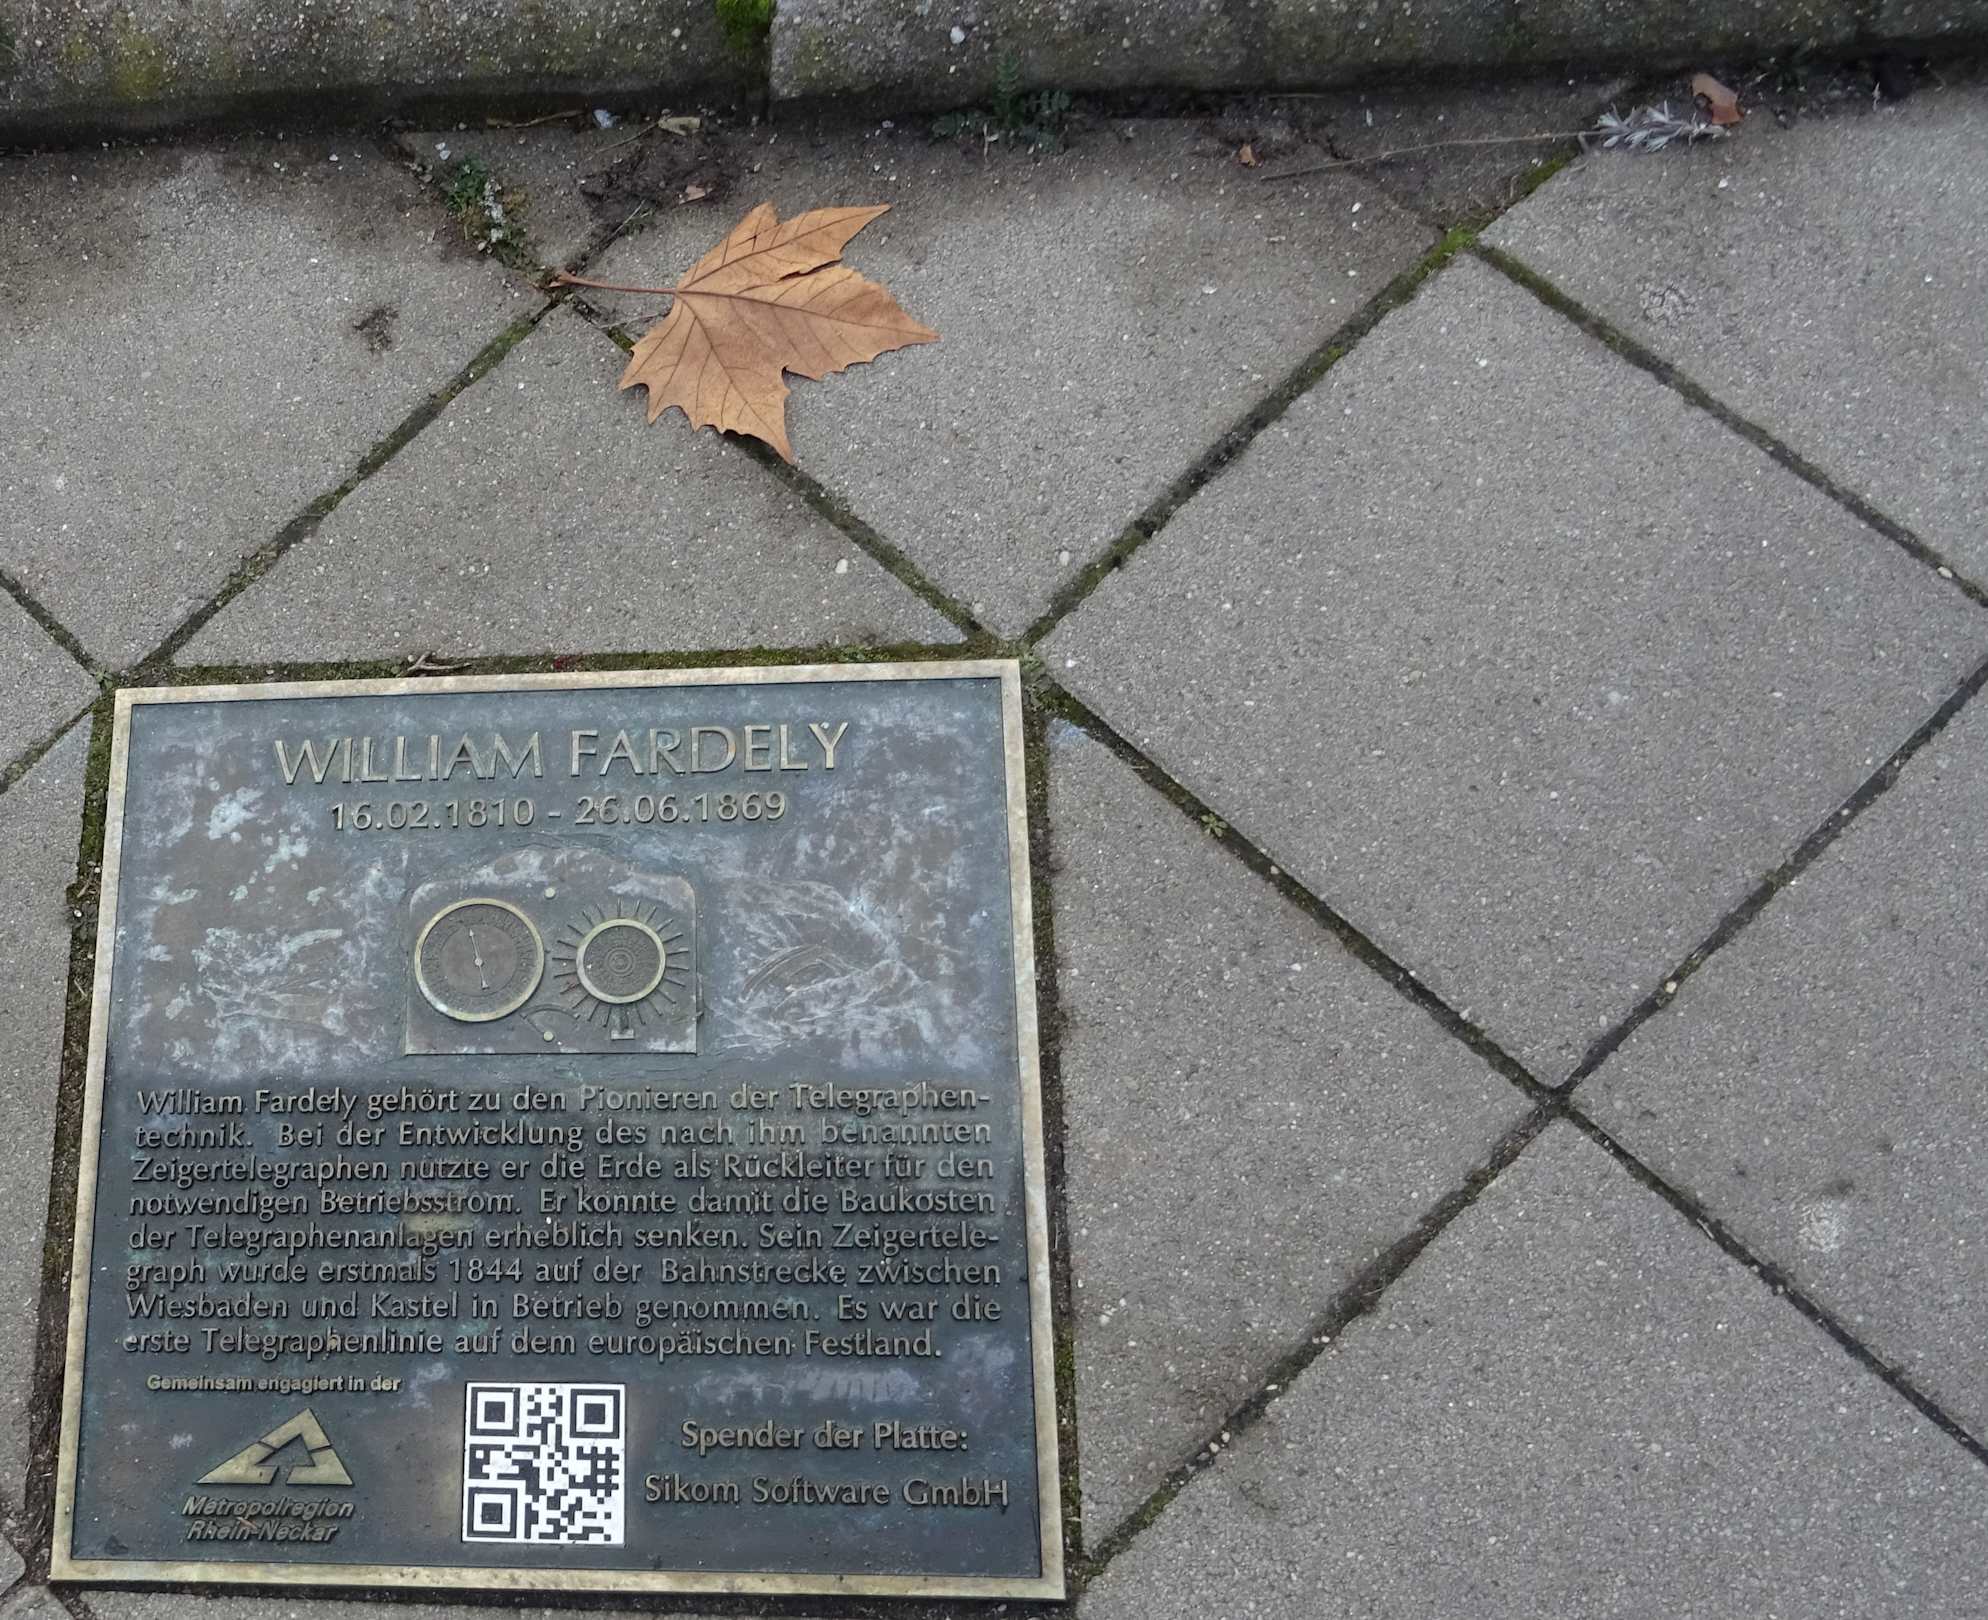 WILLIAM FARDELY
16.02.1810 - 26.06.1869
William Fardely gehört zu den Pionieren der Telegraphen-
technik. Bei der Entwicklung des nach ihm benannten
Zeigertelegraphen nutzte er die Erde als Rückleiter für den
notwendigen Betriebsstrom. Er konnte damit die Baukosten
der Telegraphenanlagen erheblich senken. Sein Zeigertele-
graph wurde erstmals 1844 auf der Bahnstrecke zwischen
Wiesbaden und Kastel in Betrieb genommen. Es war die
erste Telegraphenlinie auf dem europäischen Festland.
Gemeinsam engagiert in der
Metropolregion
Rhein-Neckar
Spender der Platte:
Sikom Software GmbH